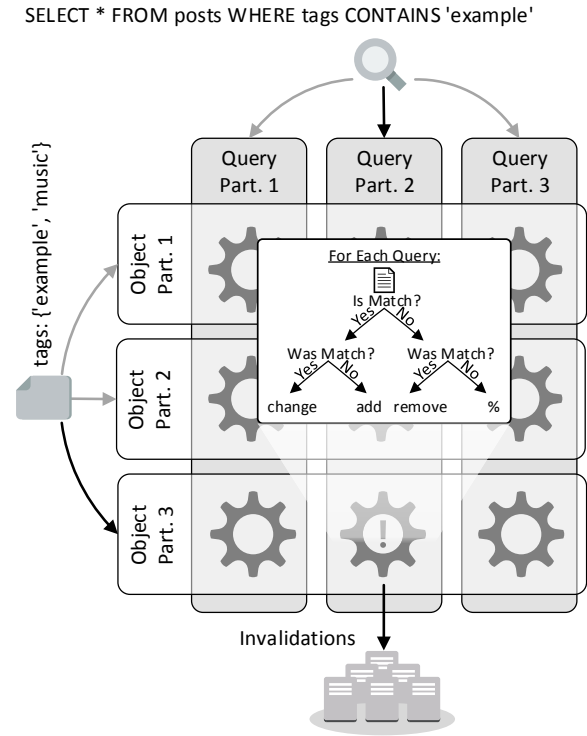 SELECT * FROM posts WHERE tags CONTAINS 'example'
Query
Part. 1
Query
Part. 2
Query
Part. 3
tags: {'example', 'music'}
Object
Part. 1
Object
Part. 2
Object
Part. 3
For Each Query:
Is Match?
Yes No
Was Match? Was Match?
Yes No Yes No
change add remove %
!
Invalidations